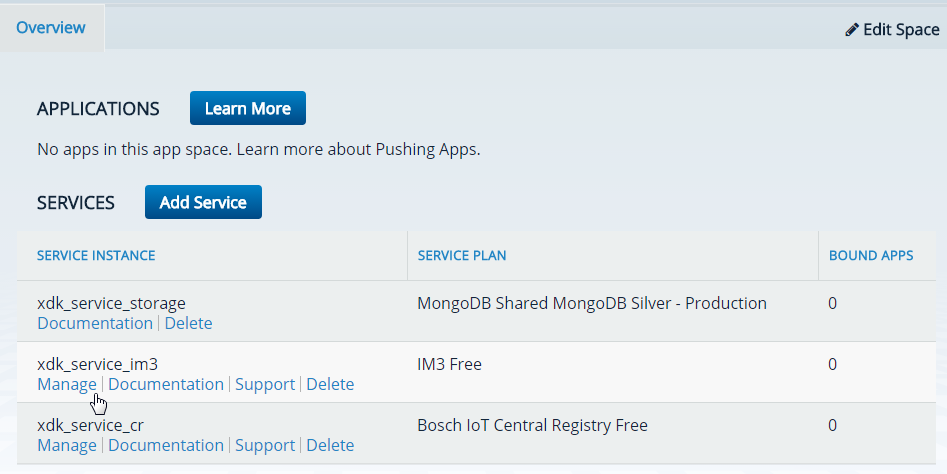 Overview
Edit Space
APPLICATIONS Learn More
No apps in this app space. Learn more about Pushing Apps.
SERVICES Add Service
SERVICE INSTANCE SERVICE PLAN BOUND APPS
xdk_service_storage MongoDB Shared MongoDB Silver - Production 0
Documentation | Delete
xdk_service_im3 IM3 Free 0
Manage | Documentation | Support | Delete
xdk_service_cr Bosch IoT Central Registry Free 0
Manage | Documentation | Support | Delete